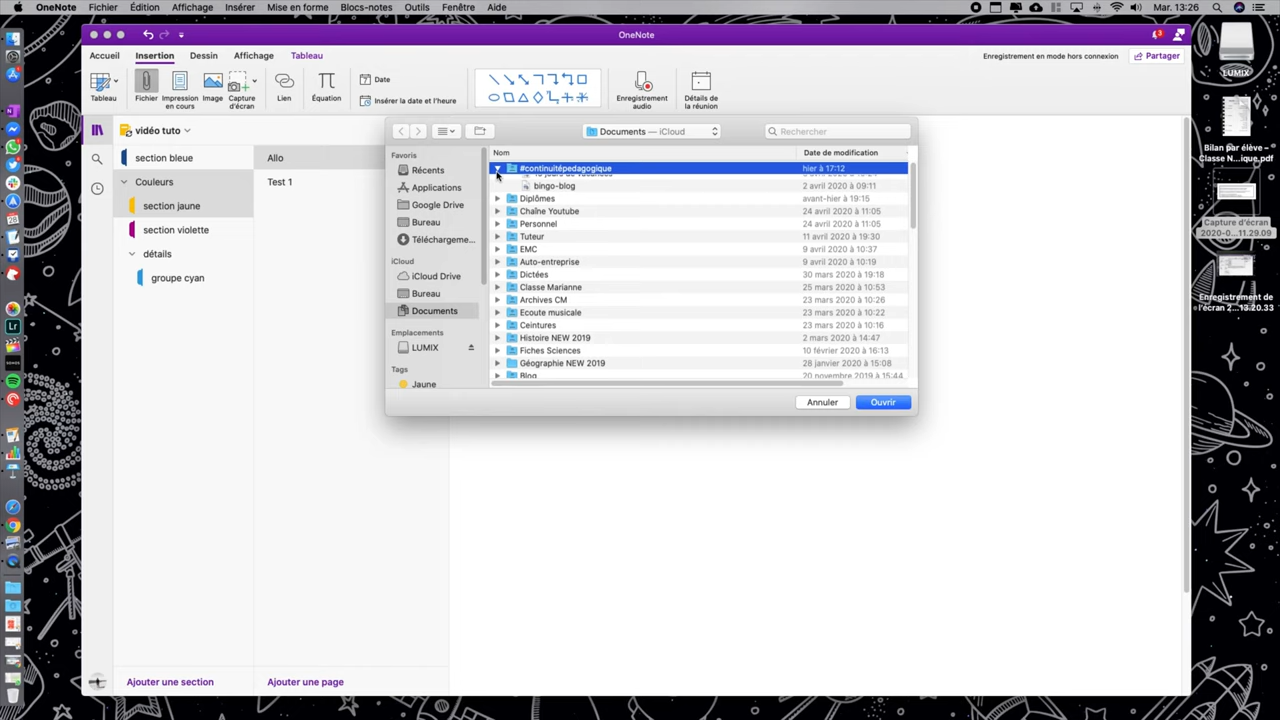 OneNote Fichier Édition Affichage Insérer Mise en forme Blocs-notes Outils Fenêtre Aide Mar. 13:26
OneNote
3
Accueil Insertion Dessin Affichage Tableau Enregistrement en mode hors connexion Partager
Tableau
Fichier
Impression en cours
Image
Capture d'écran
Lien
Équation
Date
Insérer la date et l'heure
Enregistrement audio
Détails de la réunion
LUMIX
Bilan par élève –
Classe N...ique.pdf
Capture d'écran
2020-0...11.29.09
Enregistrement de
l'écran 2...13.20.33
vidéo tuto
section bleue
Couleurs
section jaune
section violette
détails
groupe cyan
Allo
Test 1
Documents — iCloud
Rechercher
Favoris
Récents
Applications
Google Drive
Bureau
Téléchargeme...
iCloud
iCloud Drive
Bureau
Documents
Emplacements
LUMIX
Tags
Jaune
Nom Date de modification
#continuitépedagogique hier à 17:12
bingo-blog 2 avril 2020 à 09:11
Diplômes avant-hier à 19:15
Chaîne Youtube 24 avril 2020 à 11:05
Personnel 24 avril 2020 à 11:05
Tuteur 11 avril 2020 à 19:30
EMC 9 avril 2020 à 10:37
Auto-entreprise 9 avril 2020 à 10:19
Dictées 30 mars 2020 à 19:18
Classe Marianne 25 mars 2020 à 10:53
Archives CM 23 mars 2020 à 10:26
Ecoute musicale 23 mars 2020 à 10:22
Ceintures 23 mars 2020 à 10:16
Histoire NEW 2019 2 mars 2020 à 14:47
Fiches Sciences 10 février 2020 à 16:13
Géographie NEW 2019 28 janvier 2020 à 15:08
Blog 20 novembre 2019 à 15:44
Annuler Ouvrir
Ajouter une section Ajouter une page